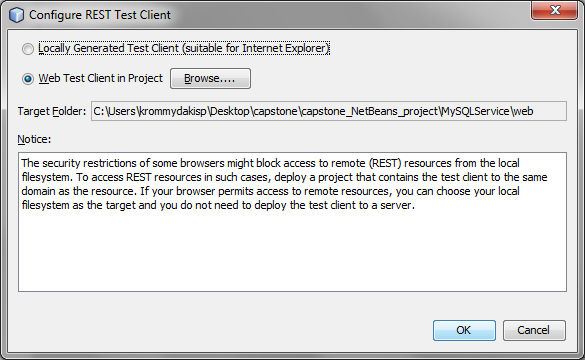 Configure REST Test Client
Locally Generated Test Client (suitable for Internet Explorer)
Web Test Client in Project Browse....
Target Folder: C:\Users\krommydakisp\Desktop\capstone\capstone_NetBeans_project\MySQLService\web
Notice:
The security restrictions of some browsers might block access to remote (REST) resources from the local
filesystem. To access REST resources in such cases, deploy a project that contains the test client to the same
domain as the resource. If your browser permits access to remote resources, you can choose your local
filesystem as the target and you do not need to deploy the test client to a server.
OK Cancel